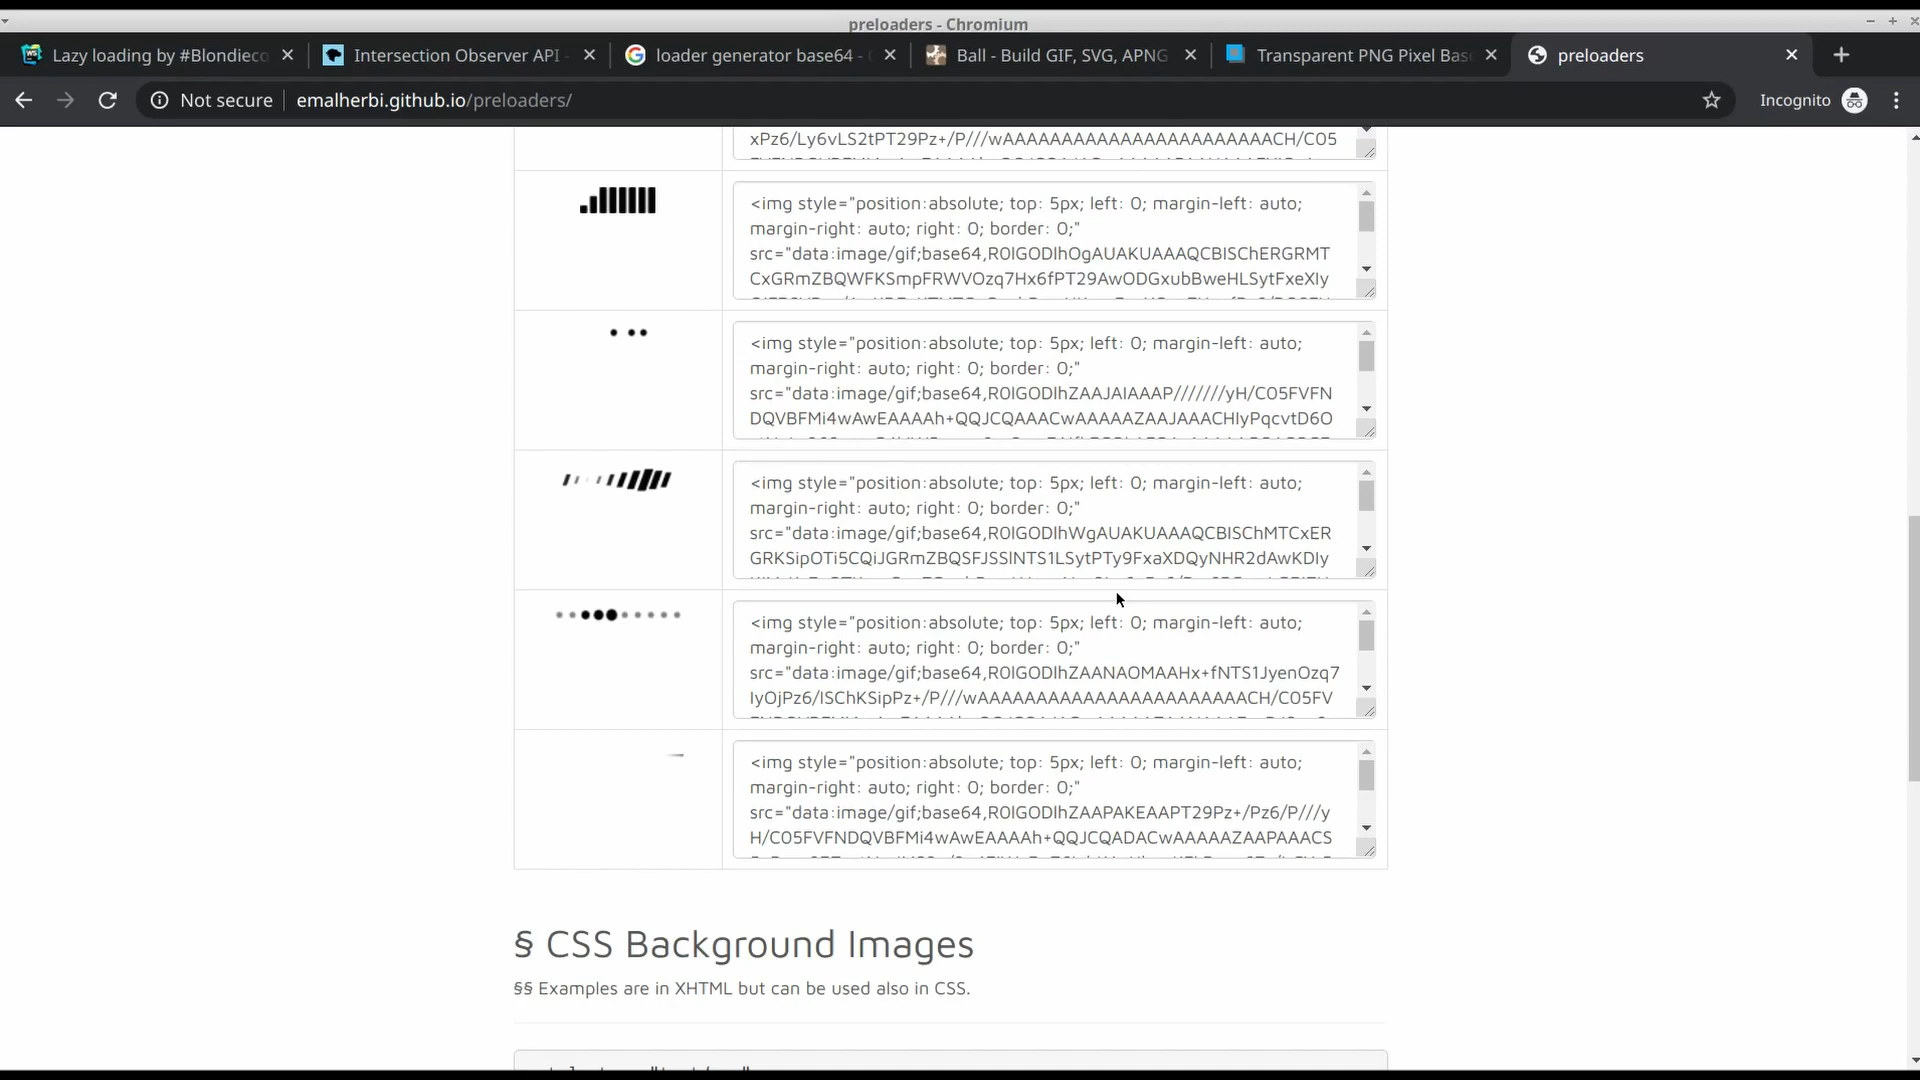 preloaders - Chromium
Lazy loading by #Blondieco
Intersection Observer API -
loader generator base64 -
Ball - Build GIF, SVG, APNG
Transparent PNG Pixel Bas
preloaders
Not secure
emalherbi.github.io/preloaders/
Incognito
xPz6/Ly6vLS2tPT29Pz+/P///wAAAAAAAAAAAAAAAAAAAAAAACH/C05
<img style="position:absolute; top: 5px; left: 0; margin-left: auto;
margin-right: auto; right: 0; border: 0;"
src="data:image/gif;base64,R0lGODlhOgAUAKUAAAQCBISChERGRMT
CxGRmZBQWFKSmpFRWVOzq7Hx6fPT29AwODGxubBweHLSytFxeXIy
<img style="position:absolute; top: 5px; left: 0; margin-left: auto;
margin-right: auto; right: 0; border: 0;"
src="data:image/gif;base64,R0lGODlhZAAJAIAAAP///////yH/C05FVFN
DQVBFMi4wAwEAAAAh+QQJCQAAACwAAAAAZAAJAAACHIyPqcvtD6O
<img style="position:absolute; top: 5px; left: 0; margin-left: auto;
margin-right: auto; right: 0; border: 0;"
src="data:image/gif;base64,R0lGODlhWgAUAKUAAAQCBISChMTCxER
GRKSipOTi5CQiJGRmZBQSFJSSlNTS1LSytPTy9FxaXDQyNHR2dAwKDIy
<img style="position:absolute; top: 5px; left: 0; margin-left: auto;
margin-right: auto; right: 0; border: 0;"
src="data:image/gif;base64,R0lGODlhZAANAOMAAHx+fNTS1JyenOzq7
IyOjPz6/ISChKSipPz+/P///wAAAAAAAAAAAAAAAAAAAAAAACH/C05FV
<img style="position:absolute; top: 5px; left: 0; margin-left: auto;
margin-right: auto; right: 0; border: 0;"
src="data:image/gif;base64,R0lGODlhZAAPAKEAAPT29Pz+/Pz6/P///y
H/C05FVFNDQVBFMi4wAwEAAAAh+QQJCQADACwAAAAAZAAPAAACS
§ CSS Background Images
§§ Examples are in XHTML but can be used also in CSS.